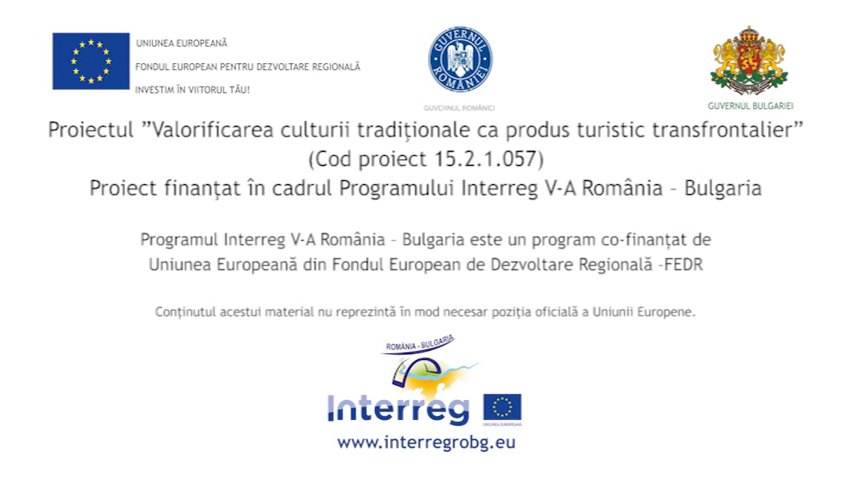 UNIUNEA EUROPEANĂ
FONDUL EUROPEAN PENTRU DEZVOLTARE REGIONALĂ
INVESTIM ÎN VIITORUL TĂU!
GUVERNUL ROMÂNIEI
GUVERNUL ROMÂNIEI
GUVERNUL BULGARIEI
Proiectul ”Valorificarea culturii tradiționale ca produs turistic transfrontalier”
(Cod proiect 15.2.1.057)
Proiect finanțat în cadrul Programului Interreg V-A România – Bulgaria
Programul Interreg V-A România – Bulgaria este un program co-finanțat de
Uniunea Europeană din Fondul European de Dezvoltare Regională –FEDR
Conținutul acestui material nu reprezintă în mod necesar poziția oficială a Uniunii Europene.
ROMÂNIA - BULGARIA
Interreg
UNIUNEA EUROPEANĂ
www.interregrobg.eu